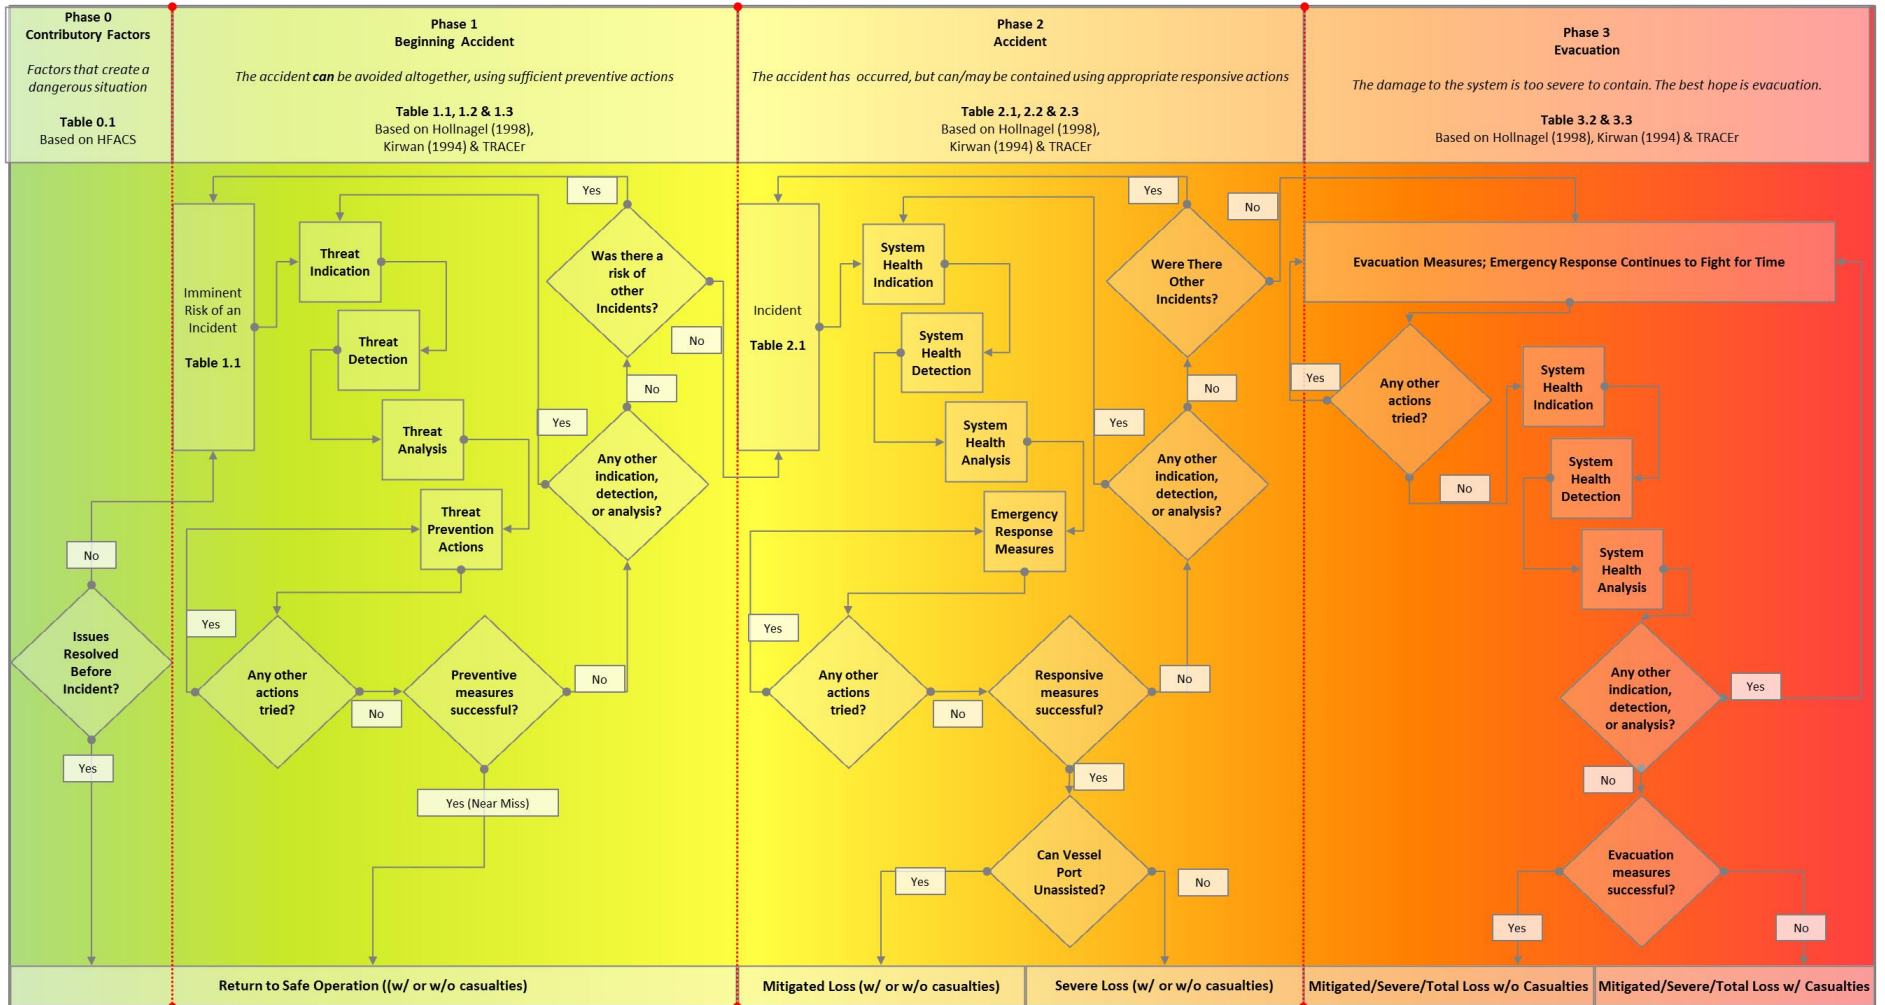 Phase 0
Contributory Factors
Factors that create a
dangerous situation
Table 0.1
Based on HFACS
Phase 1
Beginning Accident
The accident can be avoided altogether, using sufficient preventive actions
Table 1.1, 1.2 & 1.3
Based on Hollnagel (1998),
Kirwan (1994) & TRACEr
Phase 2
Accident
The accident has occurred, but can/may be contained using appropriate responsive actions
Table 2.1, 2.2 & 2.3
Based on Hollnagel (1998),
Kirwan (1994) & TRACEr
Phase 3
Evacuation
The damage to the system is too severe to contain. The best hope is evacuation.
Table 3.2 & 3.3
Based on Hollnagel (1998), Kirwan (1994) & TRACEr
No
Issues
Resolved
Before
Incident?
Yes
Imminent
Risk of an
Incident
Table 1.1
Threat
Indication
Threat
Detection
Threat
Analysis
Threat
Prevention
Actions
Yes
Any other
actions
tried?
No
Preventive
measures
successful?
Yes (Near Miss)
No
Any other
indication,
detection,
or analysis?
Yes
No
Was there a
risk of
other
Incidents?
Yes
No
Incident
Table 2.1
System
Health
Indication
System
Health
Detection
System
Health
Analysis
Emergency
Response
Measures
Yes
Any other
actions
tried?
No
Responsive
measures
successful?
No
Yes
Can Vessel
Port
Unassisted?
Yes
No
Any other
indication,
detection,
or analysis?
Yes
No
Were There
Other
Incidents?
Yes
No
Evacuation Measures; Emergency Response Continues to Fight for Time
Yes
Any other
actions
tried?
No
System
Health
Indication
System
Health
Detection
System
Health
Analysis
Any other
indication,
detection,
or analysis?
Yes
No
Evacuation
measures
successful?
Yes
No
Return to Safe Operation ((w/ or w/o casualties)
Mitigated Loss (w/ or w/o casualties)
Severe Loss (w/ or w/o casualties)
Mitigated/Severe/Total Loss w/o Casualties
Mitigated/Severe/Total Loss w/ Casualties